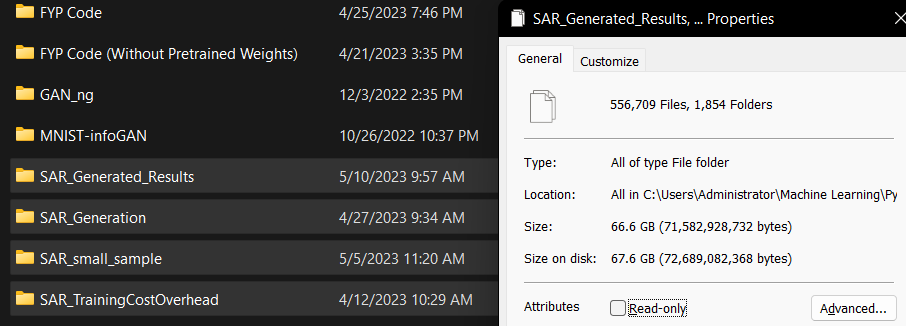 FYP Code 4/25/2023 7:46 PM
FYP Code (Without Pretrained Weights) 4/21/2023 3:35 PM
GAN_ng 12/3/2022 2:35 PM
MNIST-infoGAN 10/26/2022 10:37 PM
SAR_Generated_Results 5/10/2023 9:57 AM
SAR_Generation 4/27/2023 9:34 AM
SAR_small_sample 5/5/2023 11:20 AM
SAR_TrainingCostOverhead 4/12/2023 10:29 AM
SAR_Generated_Results, ... Properties
General Customize
556,709 Files, 1,854 Folders
Type: All of type File folder
Location: All in C:\Users\Administrator\Machine Learning\Py
Size: 66.6 GB (71,582,928,732 bytes)
Size on disk: 67.6 GB (72,689,082,368 bytes)
Attributes Read-only Advanced...